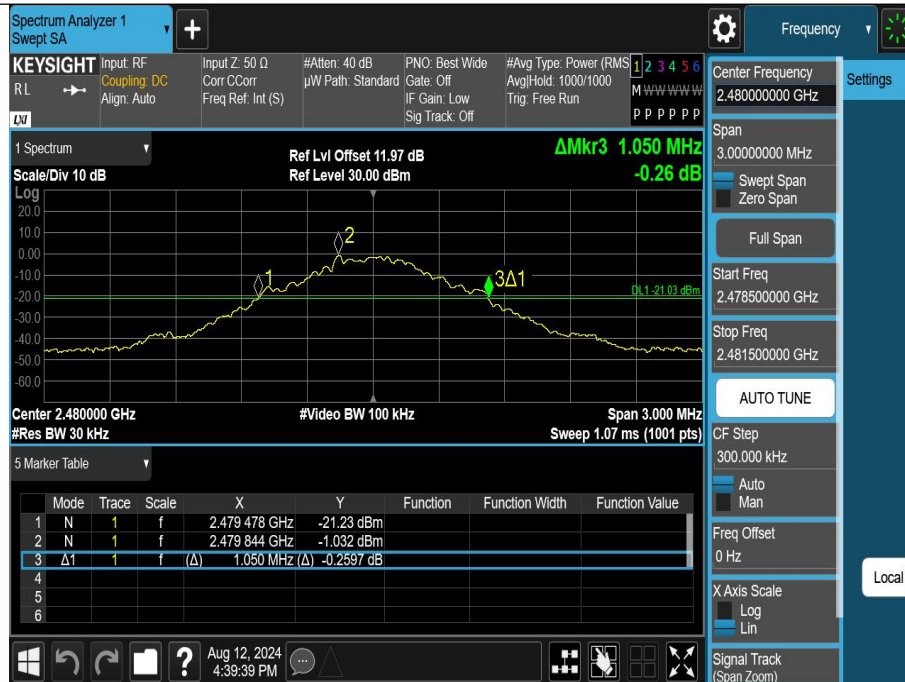 Spectrum Analyzer 1
Swept SA
+
Frequency
KEYSIGHT
RL
LXI
Input: RF
Coupling: DC
Align: Auto
Input Z: 50 Ω
Corr CCorr
Freq Ref: Int (S)
#Atten: 40 dB
µW Path: Standard
PNO: Best Wide
Gate: Off
IF Gain: Low
Sig Track: Off
#Avg Type: Power (RMS
Avg|Hold: 1000/1000
Trig: Free Run
1 2 3 4 5 6
M W W W W W
P P P P P P
1 Spectrum
Scale/Div 10 dB
Ref Lvl Offset 11.97 dB
Ref Level 30.00 dBm
ΔMkr3 1.050 MHz
-0.26 dB
Log
20.0
10.0
0.00
-10.0
-20.0
-30.0
-40.0
-50.0
-60.0
1
2
3Δ1
DL1 -21.03 dBm
Center 2.480000 GHz
#Video BW 100 kHz
Span 3.000 MHz
#Res BW 30 kHz
Sweep 1.07 ms (1001 pts)
5 Marker Table
Mode Trace Scale X Y Function Function Width Function Value
1 N 1 f 2.479 478 GHz -21.23 dBm
2 N 1 f 2.479 844 GHz -1.032 dBm
3 Δ1 1 f (Δ) 1.050 MHz (Δ) -0.2597 dB
4
5
6
?
Aug 12, 2024
4:39:39 PM
Center Frequency
2.480000000 GHz
Span
3.00000000 MHz
Swept Span
Zero Span
Full Span
Start Freq
2.478500000 GHz
Stop Freq
2.481500000 GHz
AUTO TUNE
CF Step
300.000 kHz
Auto
Man
Freq Offset
0 Hz
X Axis Scale
Log
Lin
Signal Track
(Span Zoom)
Settings
Local